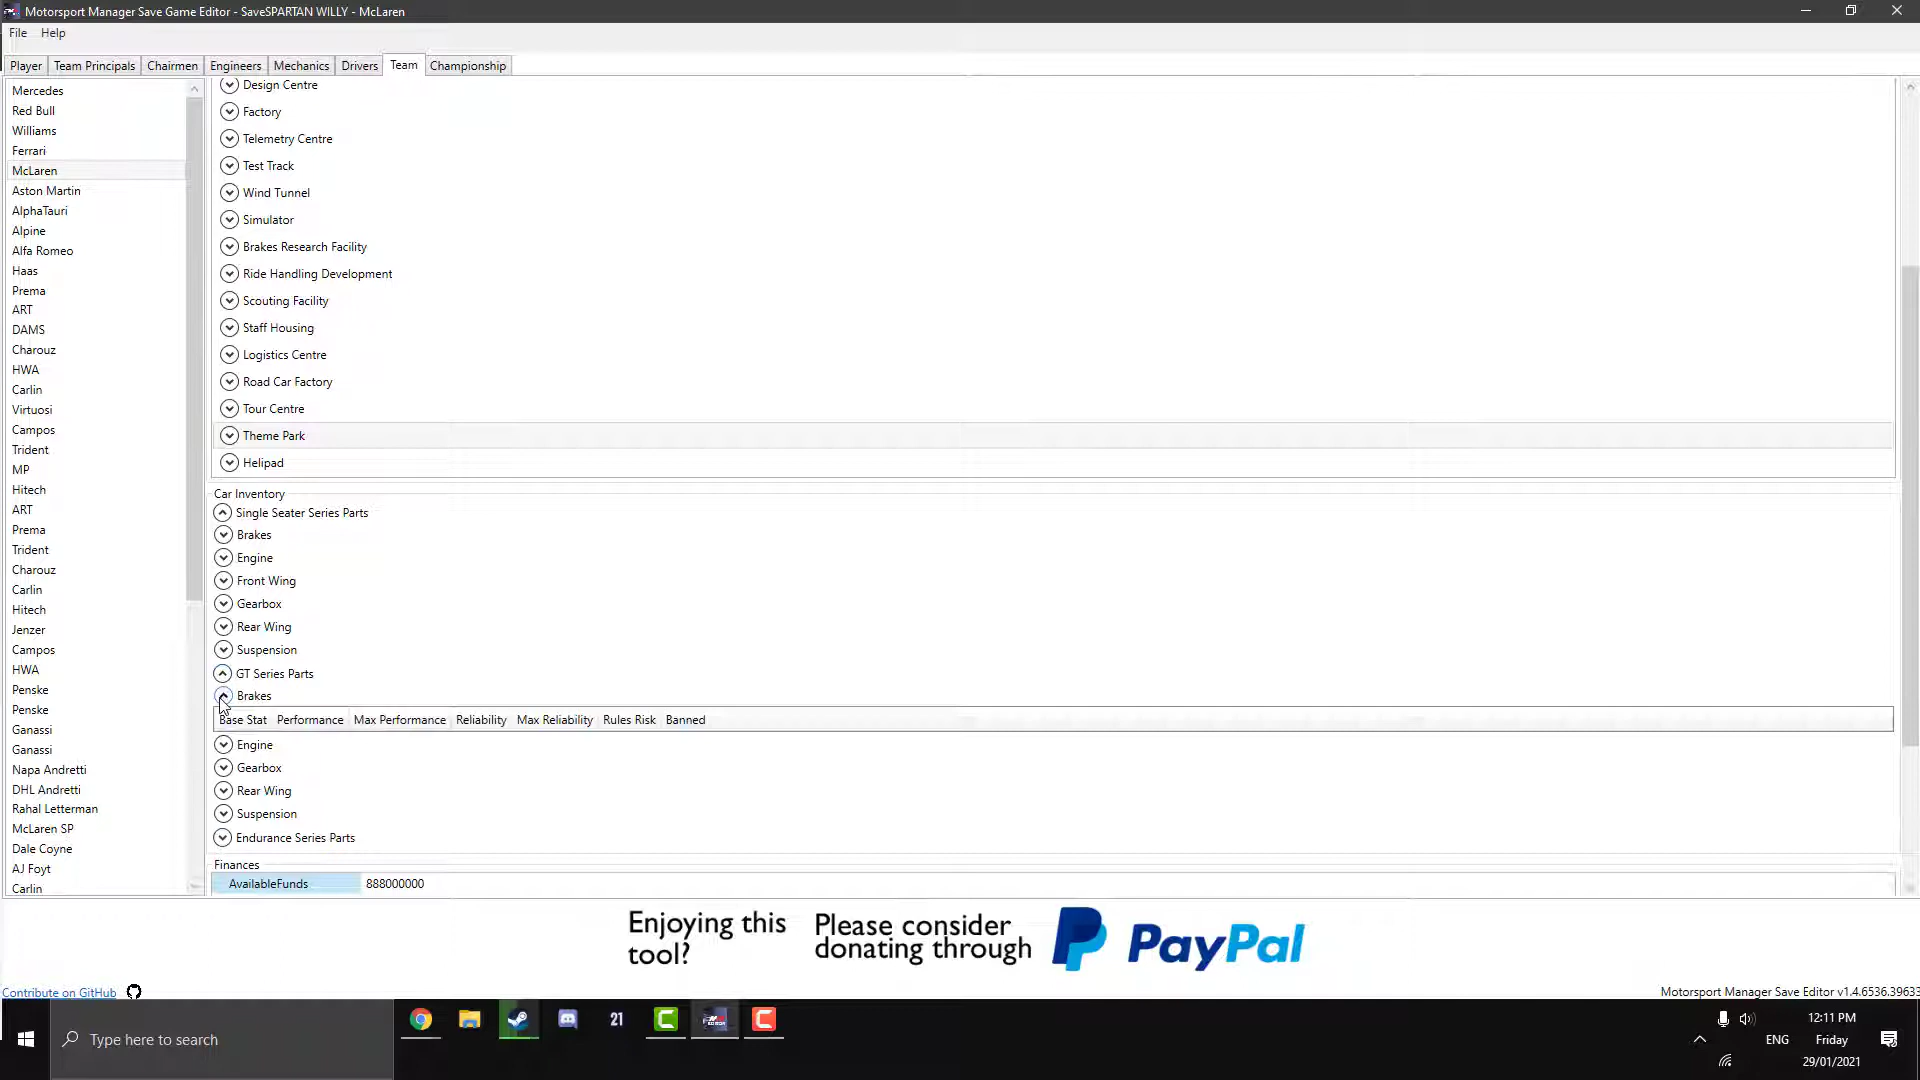 Motorsport Manager Save Game Editor - SaveSPARTAN WILLY - McLaren
File Help
Player Team Principals Chairmen Engineers Mechanics Drivers Team Championship
Mercedes
Red Bull
Williams
Ferrari
McLaren
Aston Martin
AlphaTauri
Alpine
Alfa Romeo
Haas
Prema
ART
DAMS
Charouz
HWA
Carlin
Virtuosi
Campos
Trident
MP
Hitech
ART
Prema
Trident
Charouz
Carlin
Hitech
Jenzer
Campos
HWA
Penske
Penske
Ganassi
Ganassi
Napa Andretti
DHL Andretti
Rahal Letterman
McLaren SP
Dale Coyne
AJ Foyt
Carlin
Design Centre
Factory
Telemetry Centre
Test Track
Wind Tunnel
Simulator
Brakes Research Facility
Ride Handling Development
Scouting Facility
Staff Housing
Logistics Centre
Road Car Factory
Tour Centre
Theme Park
Helipad
Car Inventory
Single Seater Series Parts
Brakes
Engine
Front Wing
Gearbox
Rear Wing
Suspension
GT Series Parts
Brakes
Base Stat Performance Max Performance Reliability Max Reliability Rules Risk Banned
Engine
Gearbox
Rear Wing
Suspension
Endurance Series Parts
Finances
AvailableFunds 888000000
Enjoying this
tool?
Please consider
donating through
PayPal
Contribute on GitHub
Motorsport Manager Save Editor v1.4.6536.39633
Type here to search
21
ENG
12:11 PM
Friday
29/01/2021